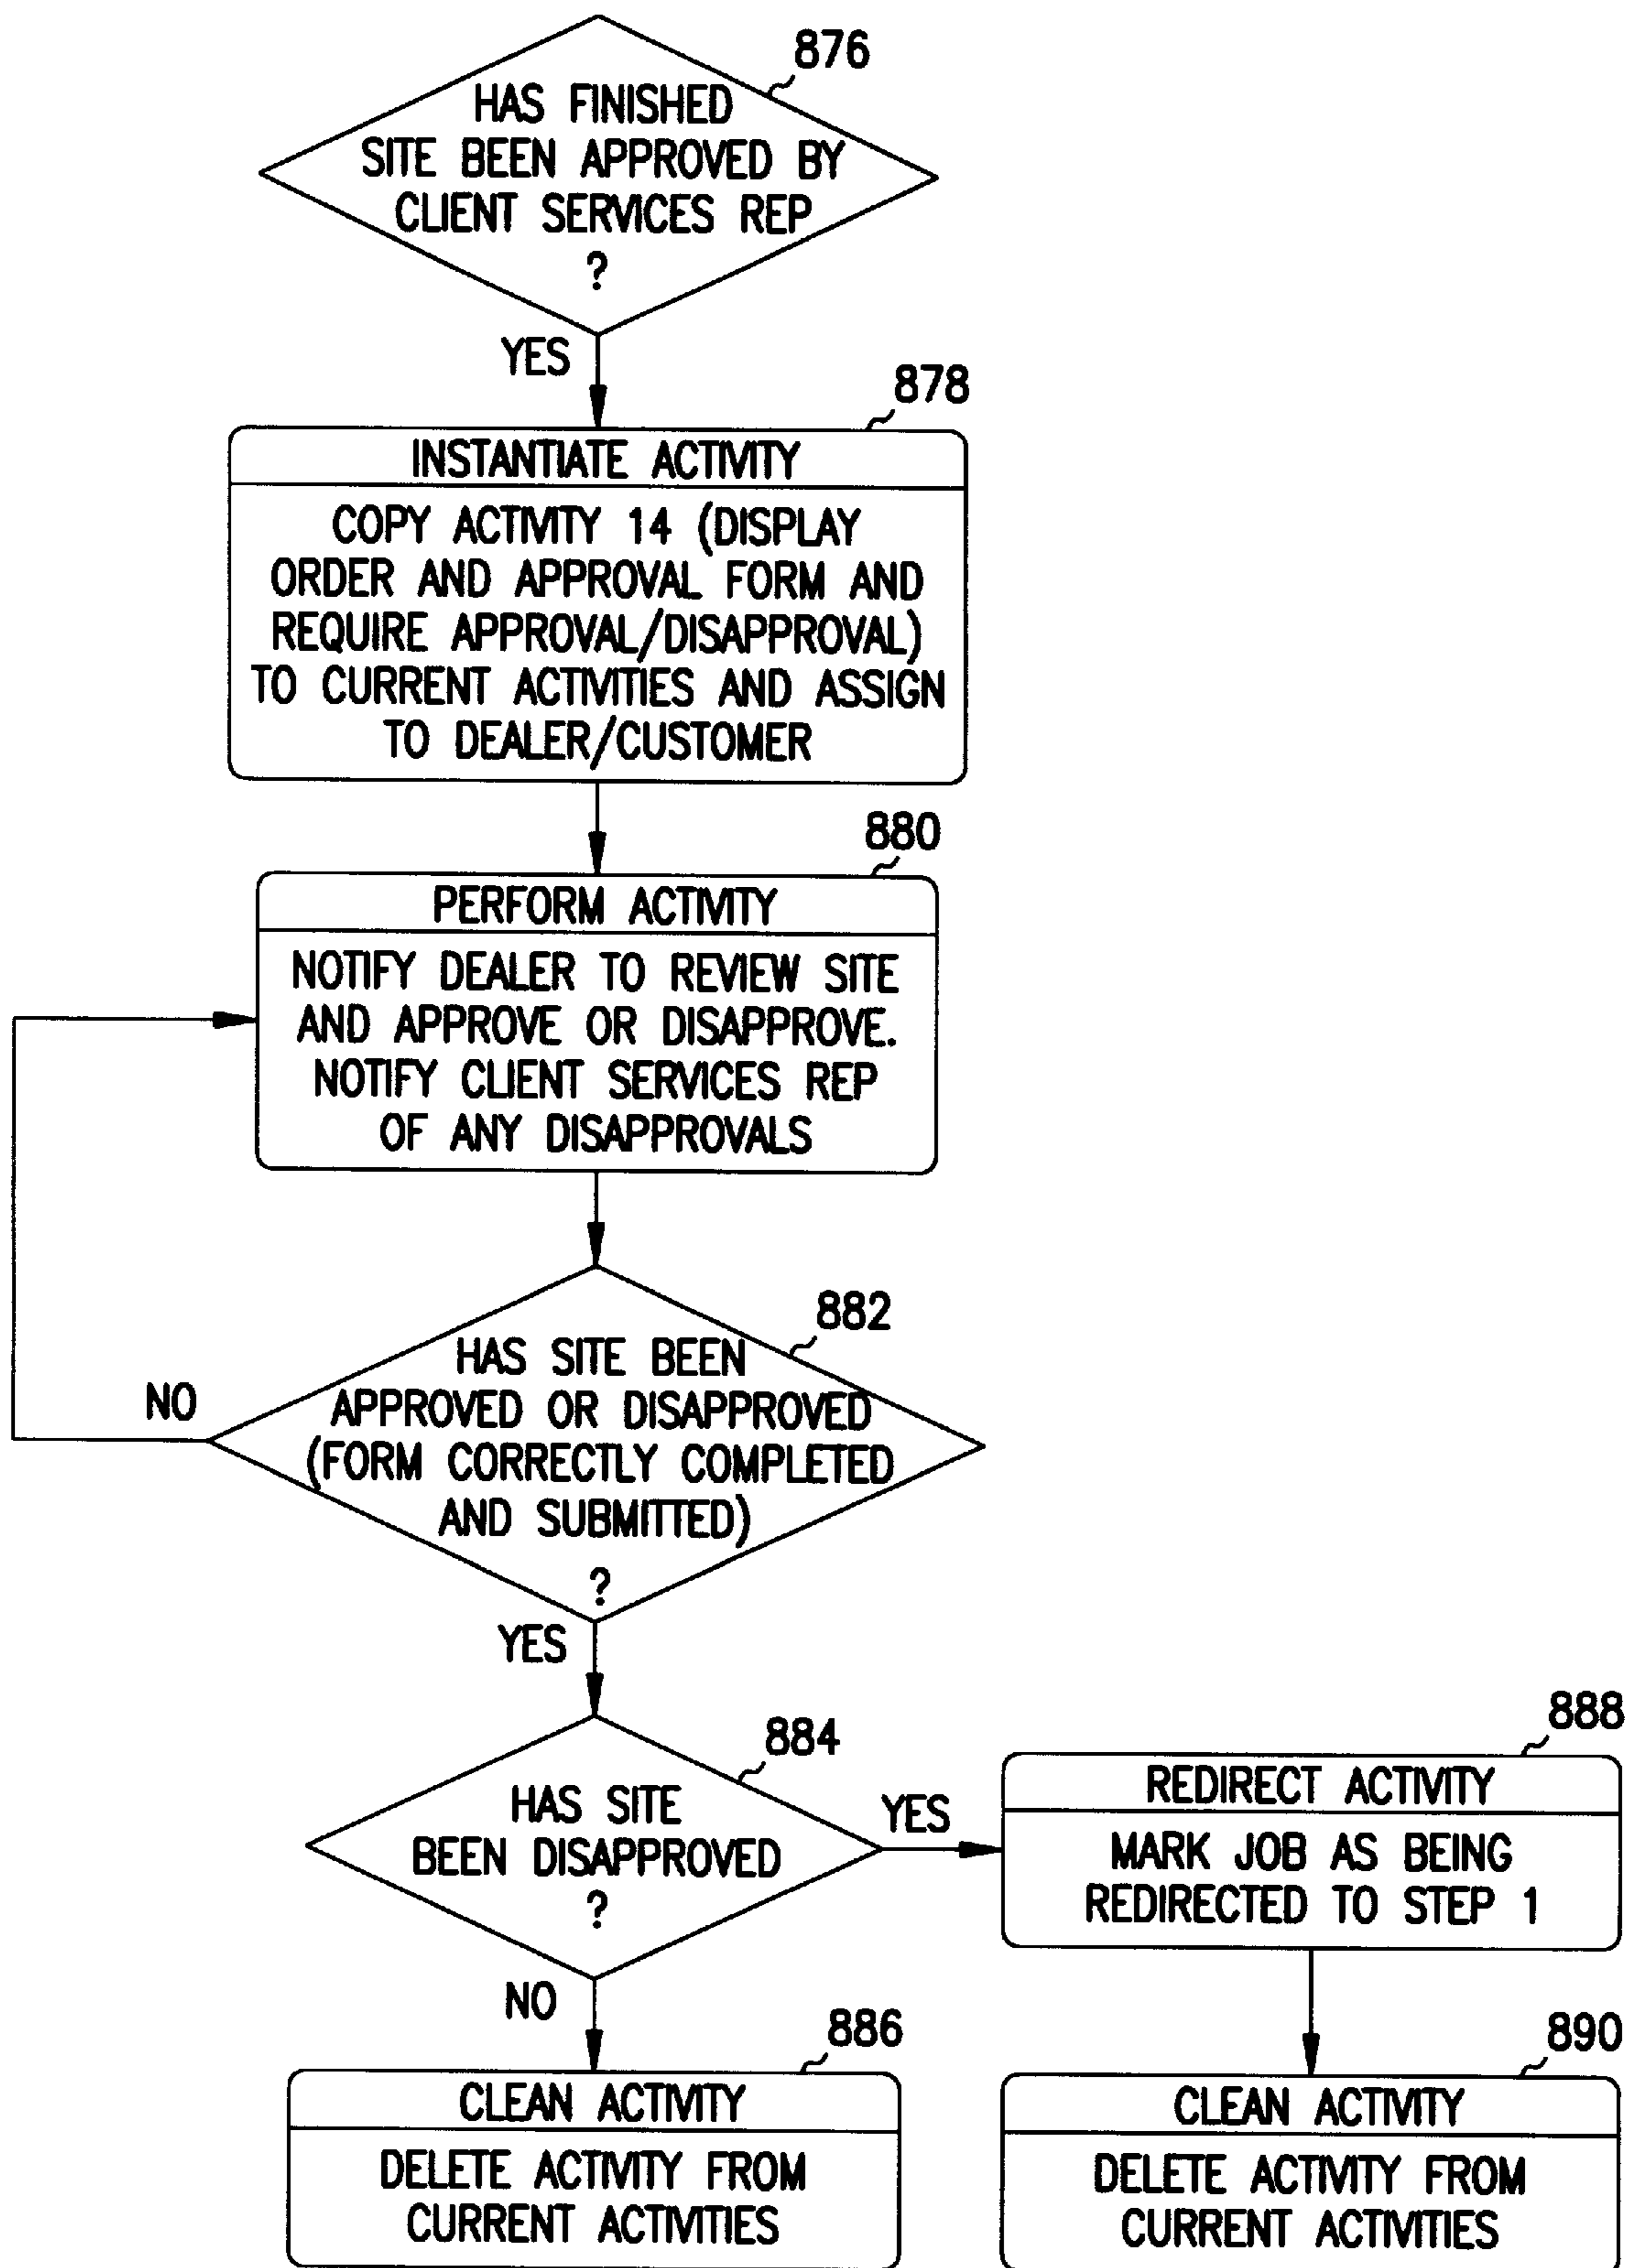 876
HAS FINISHED
SITE BEEN APPROVED BY
CLIENT SERVICES REP
?
YES
878
INSTANTIATE ACTIVITY
COPY ACTIVITY 14 (DISPLAY
ORDER AND APPROVAL FORM AND
REQUIRE APPROVAL/DISAPPROVAL)
TO CURRENT ACTIVITIES AND ASSIGN
TO DEALER/CUSTOMER
880
PERFORM ACTIVITY
NOTIFY DEALER TO REVIEW SITE
AND APPROVE OR DISAPPROVE.
NOTIFY CLIENT SERVICES REP
OF ANY DISAPPROVALS
882
HAS SITE BEEN
APPROVED OR DISAPPROVED
(FORM CORRECTLY COMPLETED
AND SUBMITTED)
?
NO
YES
884
HAS SITE
BEEN DISAPPROVED
?
YES
888
REDIRECT ACTIVITY
MARK JOB AS BEING
REDIRECTED TO STEP 1
NO
886
CLEAN ACTIVITY
DELETE ACTIVITY FROM
CURRENT ACTIVITIES
890
CLEAN ACTIVITY
DELETE ACTIVITY FROM
CURRENT ACTIVITIES